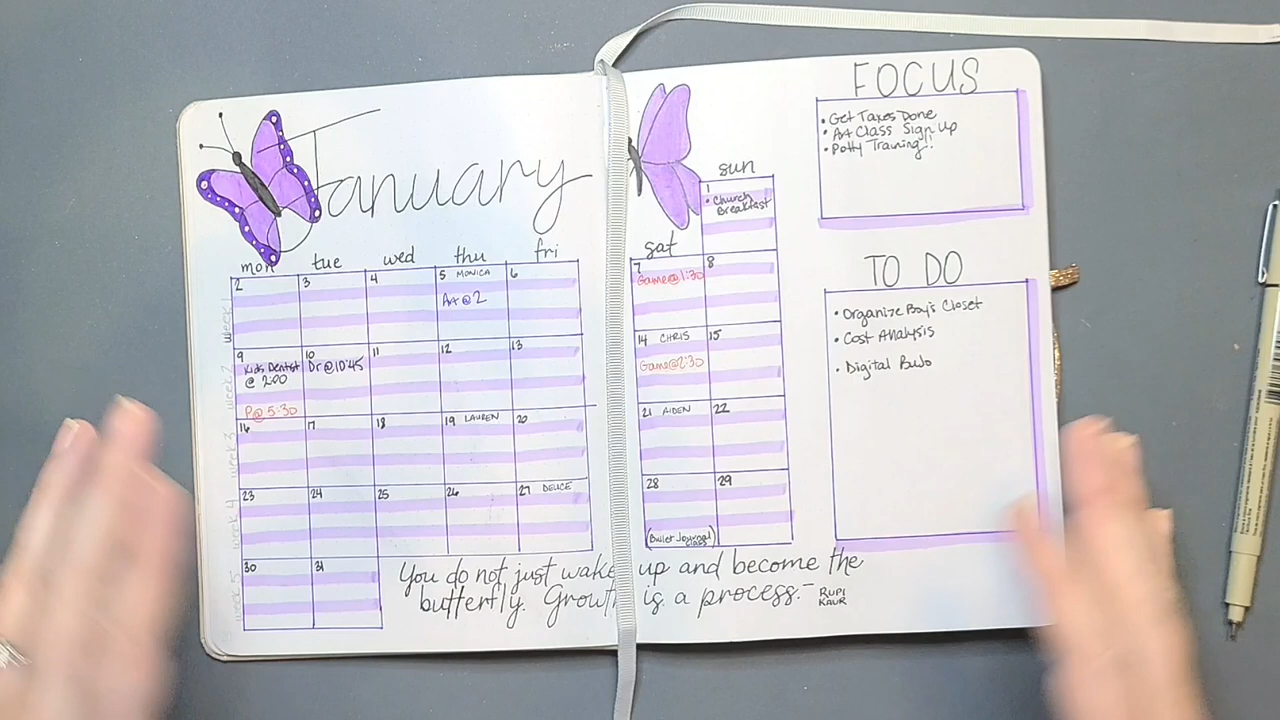 January
mon tue wed thu fri
2 3 4 5 MONICA 6
Art @ 2
9 10 11 12 13
Kids Dentist Dr @ 10:45
@ 2:00
P@ 5:30
16 17 18 19 LAUREN 20
23 24 25 26 27 DEUCE
30 31
week 1
week 2
week 3
week 4
week 5
sun
1
• Church
Breakfast
sat
7 8
Game@1:30
14 CHRIS 15
Game@2:30
21 AIDEN 22
28 29
(Bullet Journal
class)
FOCUS
• Get Taxes Done
• Art Class Sign Up
• Potty Training
TO DO
• Organize Boy's Closet
• Cost Analysis
• Digital BuJo
You do not just wake up and become the
butterfly. Growth is a process. - RUPI
KAUR